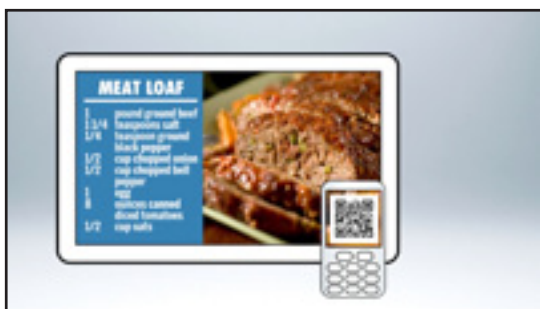 MEAT LOAF
1 pound ground beef
1 1/4 teaspoons salt
1/4 teaspoon ground
black pepper
1/2 cup chopped onion
1/2 cup chopped bell
pepper
1 egg
8 ounces canned
diced tomatoes
1/2 cup oats